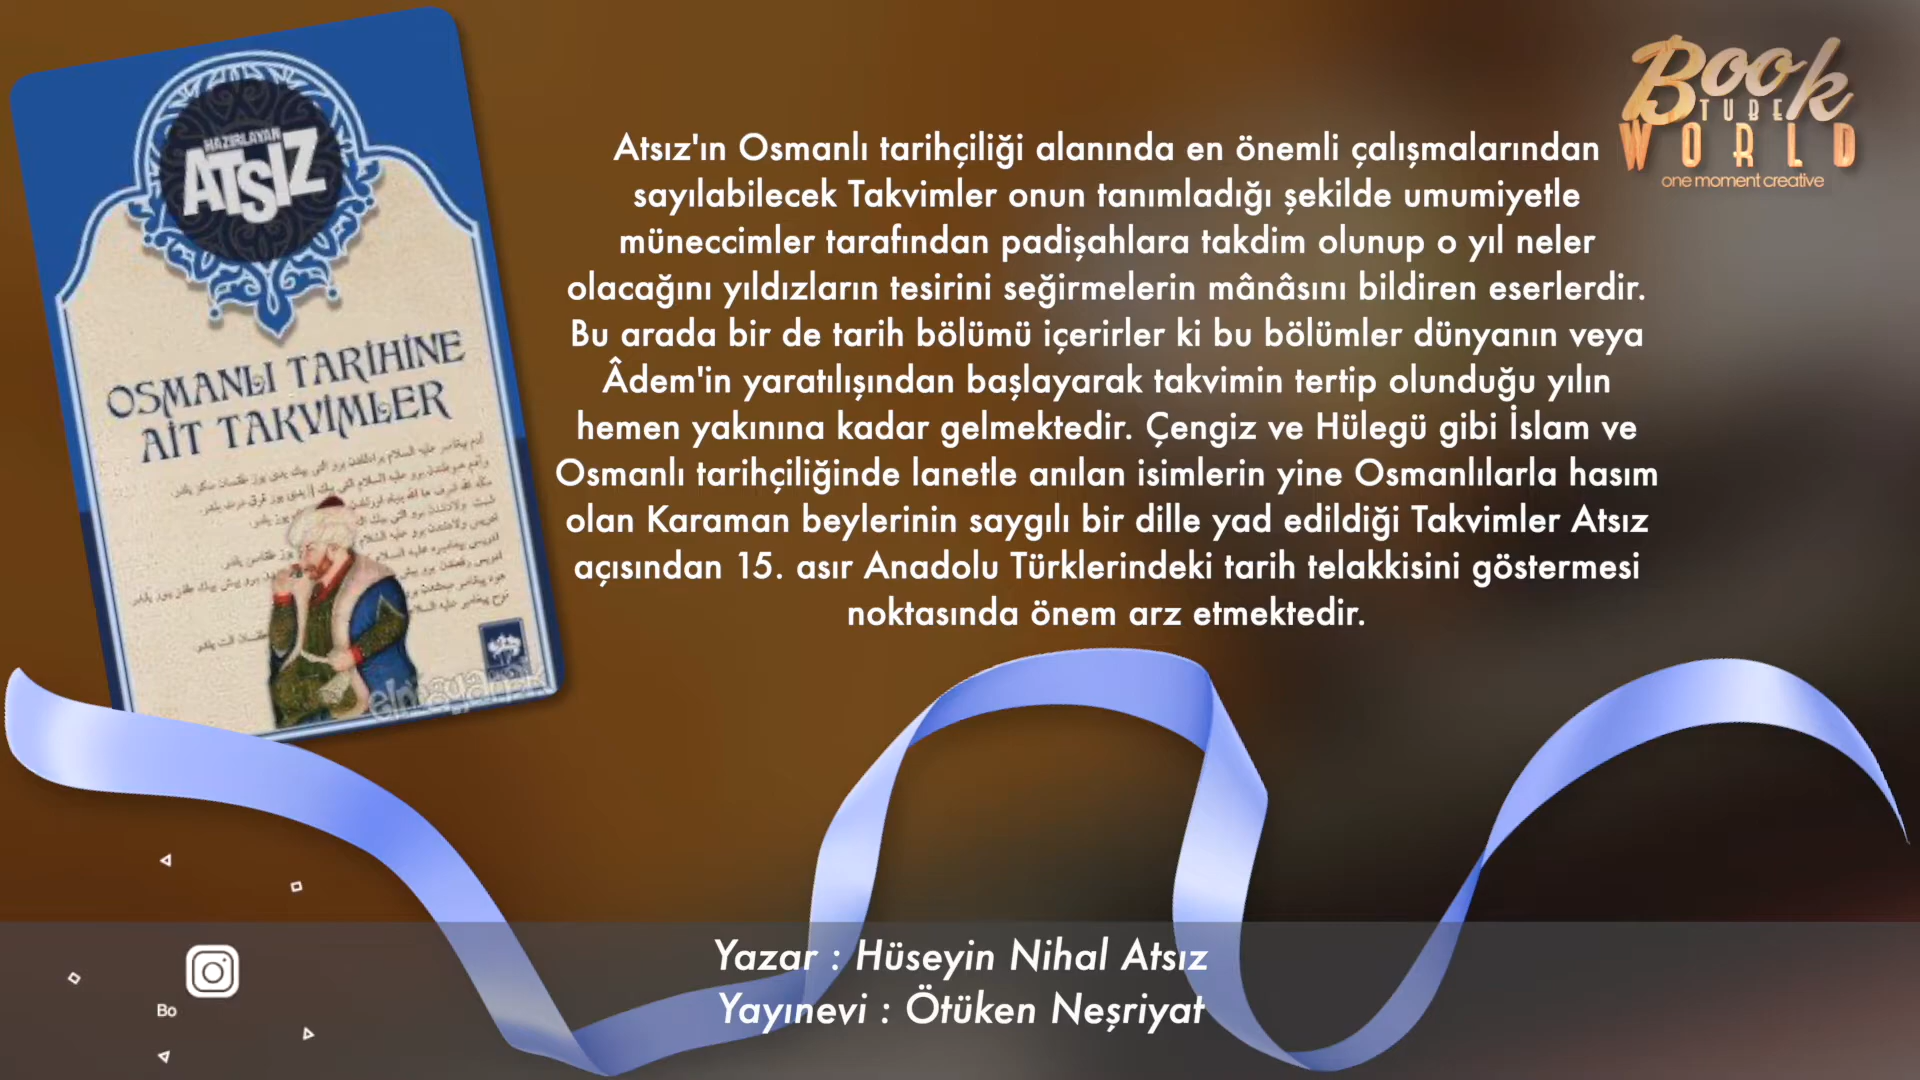 HAZIRLAYAN
ATSIZ
OSMANLI TARİHİNE
AİT TAKVİMLER
elmayanak
Book
TUBE
WORLD
one moment creative
Atsız'ın Osmanlı tarihçiliği alanında en önemli çalışmalarından
sayılabilecek Takvimler onun tanımladığı şekilde umumiyetle
müneccimler tarafından padişahlara takdim olunup o yıl neler
olacağını yıldızların tesirini seğirmelerin mânâsını bildiren eserlerdir.
Bu arada bir de tarih bölümü içerirler ki bu bölümler dünyanın veya
Âdem'in yaratılışından başlayarak takvimin tertip olunduğu yılın
hemen yakınına kadar gelmektedir. Çengiz ve Hülegü gibi İslam ve
Osmanlı tarihçiliğinde lanetle anılan isimlerin yine Osmanlılarla hasım
olan Karaman beylerinin saygılı bir dille yad edildiği Takvimler Atsız
açısından 15. asır Anadolu Türklerindeki tarih telakkisini göstermesi
noktasında önem arz etmektedir.
Bo
Yazar : Hüseyin Nihal Atsız
Yayınevi : Ötüken Neşriyat